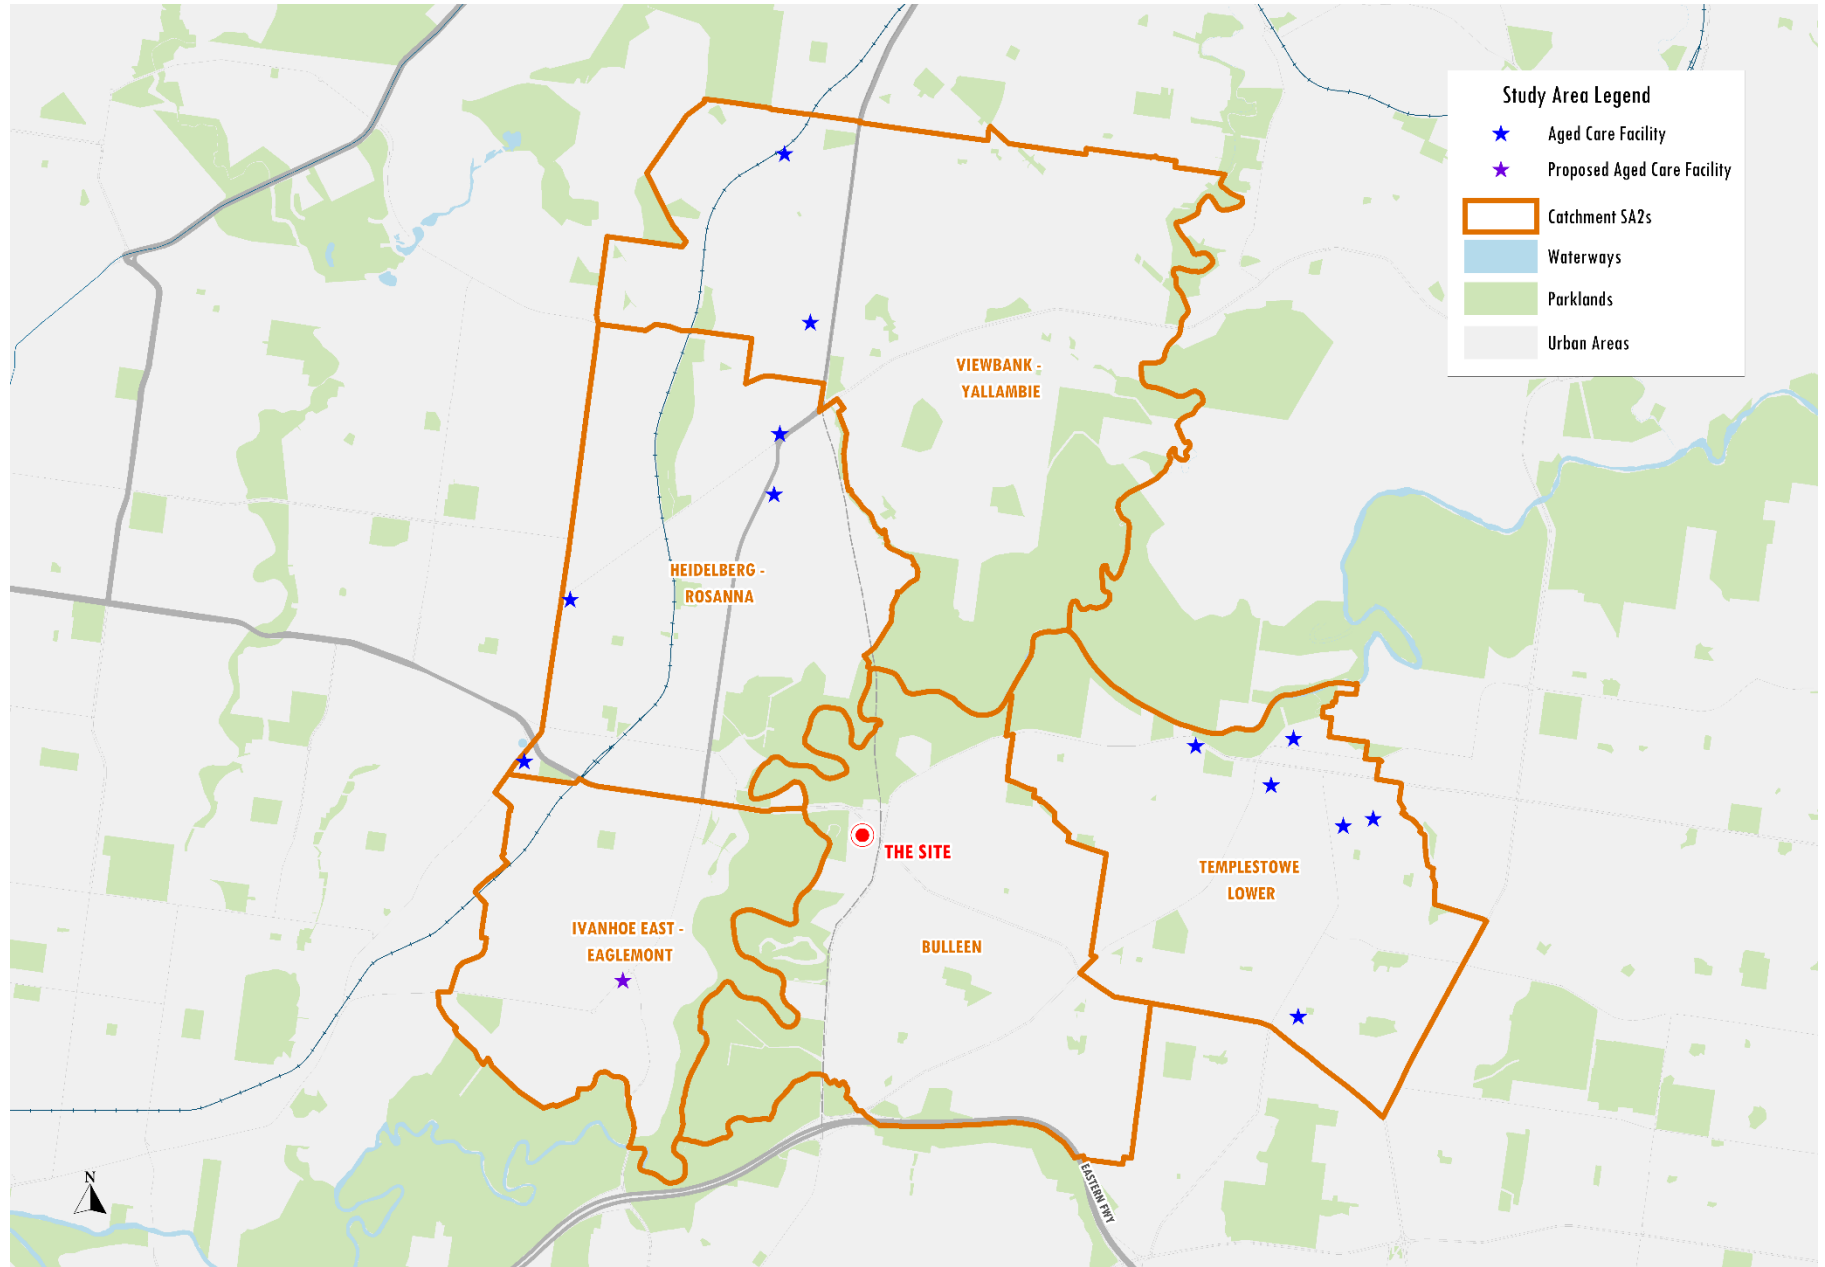 Study Area Legend
Aged Care Facility
Proposed Aged Care Facility
Catchment SA2s
Waterways
Parklands
Urban Areas
VIEWBANK -
YALLAMBIE
HEIDELBERG -
ROSANNA
THE SITE
TEMPLESTOWE
LOWER
IVANHOE EAST -
EAGLEMONT
BULLEEN
EASTERN FWY
N